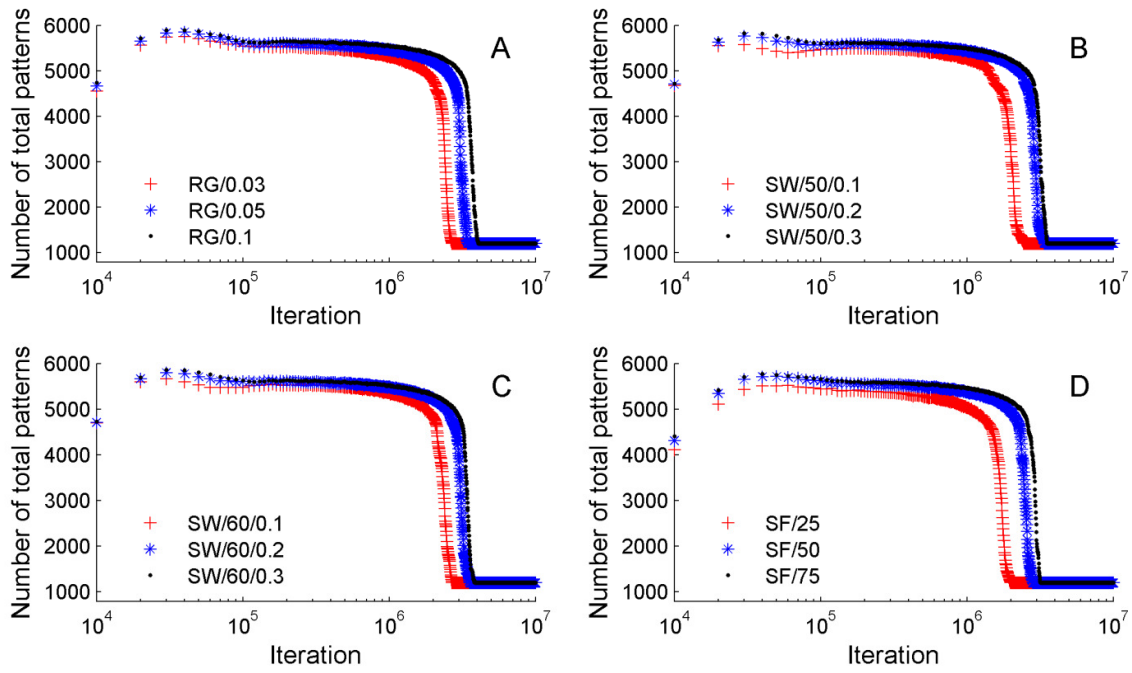 A
Number of total patterns
6000
5000
4000
3000
2000
1000
RG/0.03
RG/0.05
RG/0.1
10^4
10^5
10^6
10^7
Iteration
B
Number of total patterns
6000
5000
4000
3000
2000
1000
SW/50/0.1
SW/50/0.2
SW/50/0.3
10^4
10^5
10^6
10^7
Iteration
C
Number of total patterns
6000
5000
4000
3000
2000
1000
SW/60/0.1
SW/60/0.2
SW/60/0.3
10^4
10^5
10^6
10^7
Iteration
D
Number of total patterns
6000
5000
4000
3000
2000
1000
SF/25
SF/50
SF/75
10^4
10^5
10^6
10^7
Iteration